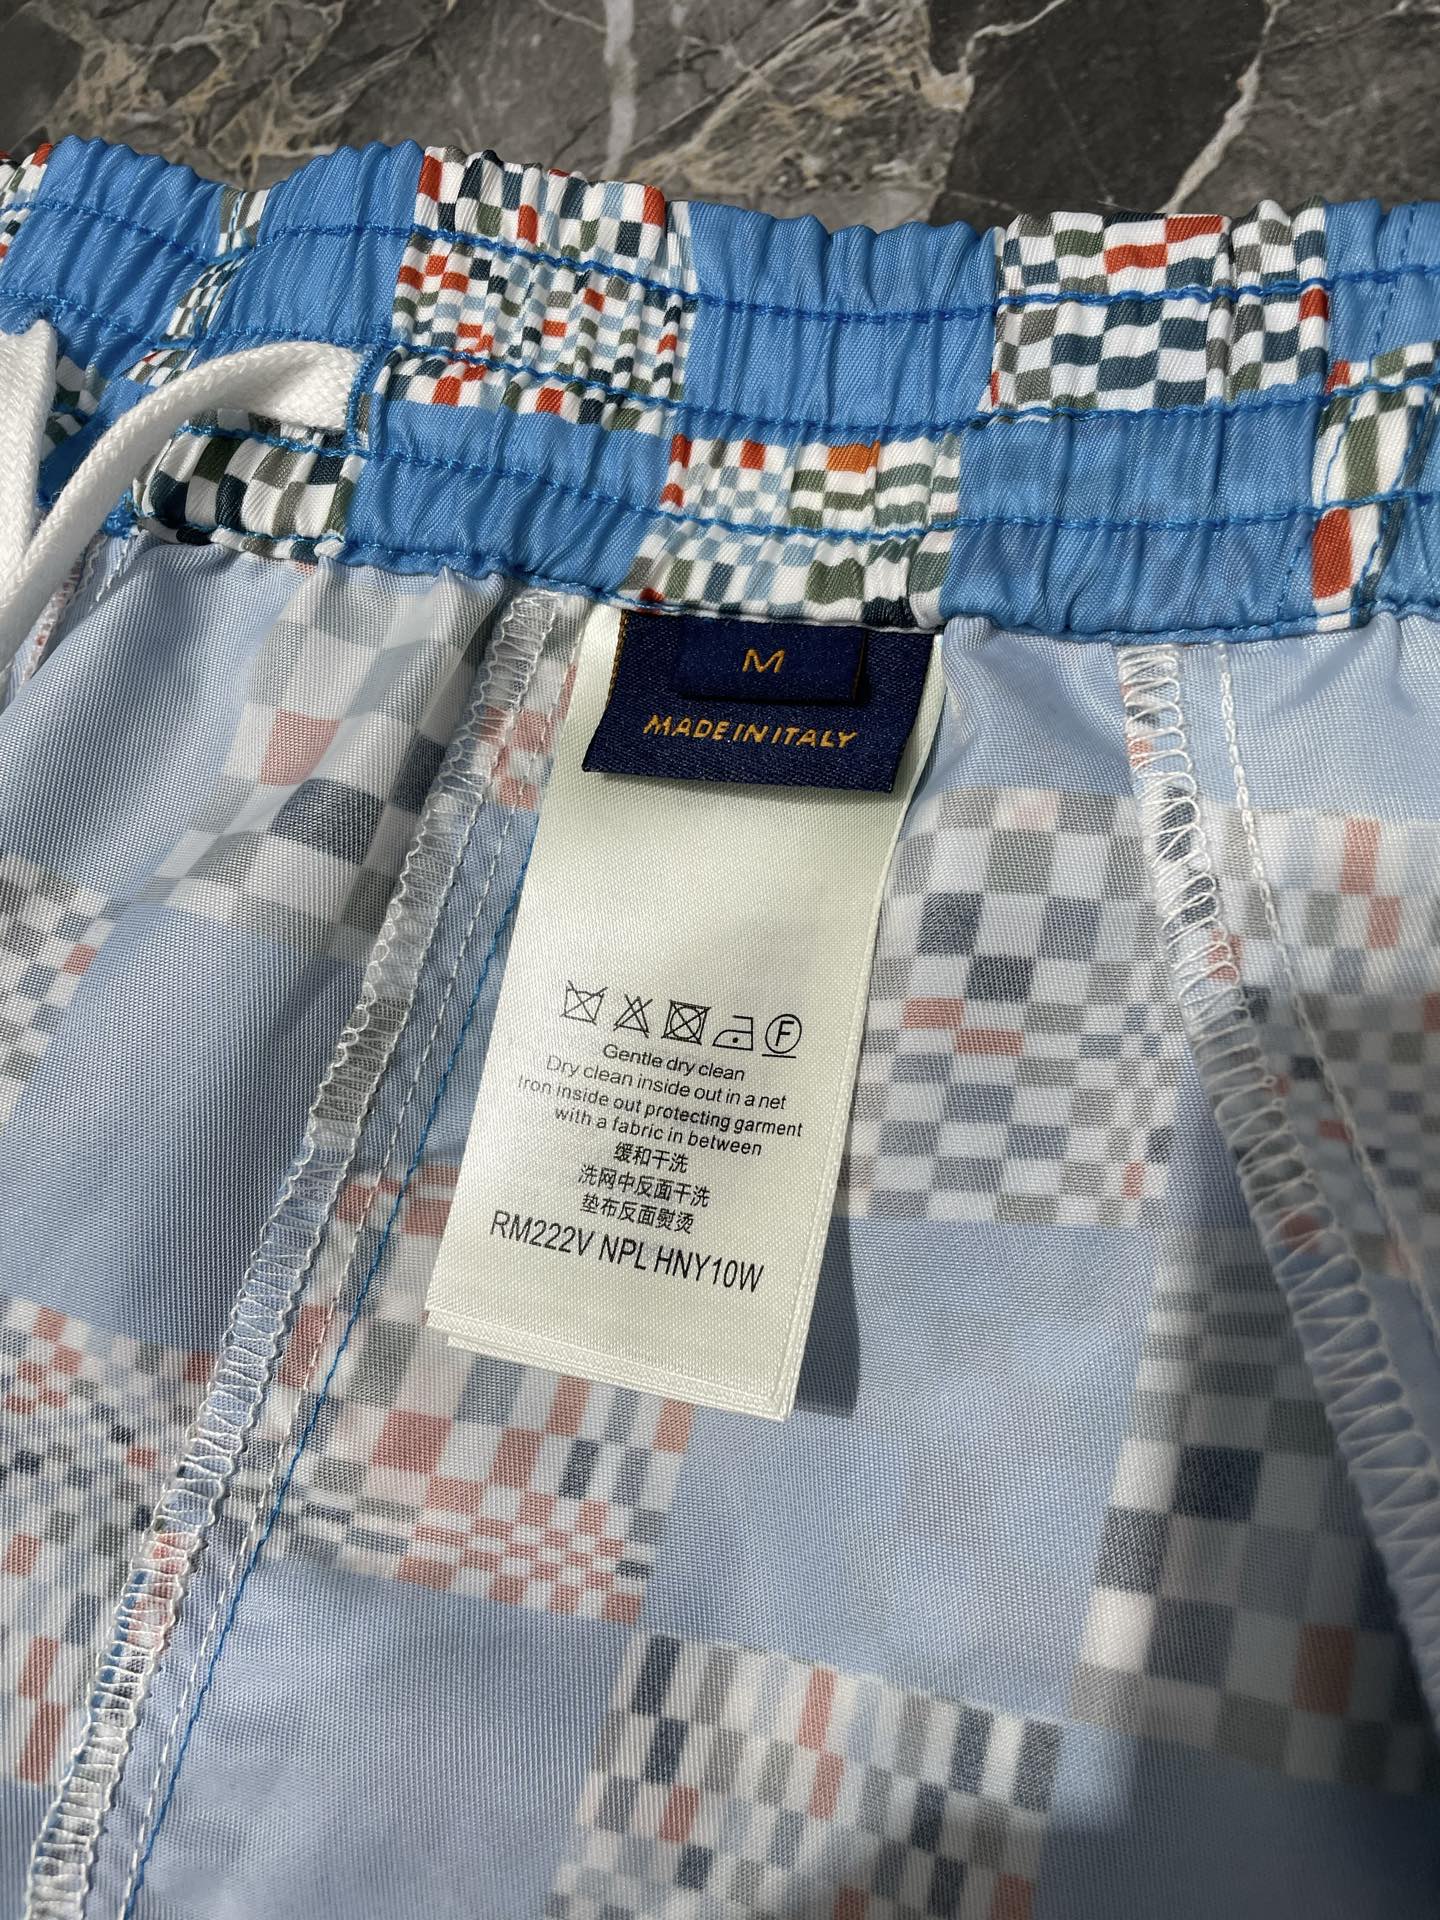 M
MADE IN ITALY
F
Gentle dry clean
Dry clean inside out in a net
Iron inside out protecting garment
with a fabric in between
缓和干洗
洗网中反面干洗
垫布反面熨烫
RM222V NPL HNY10W